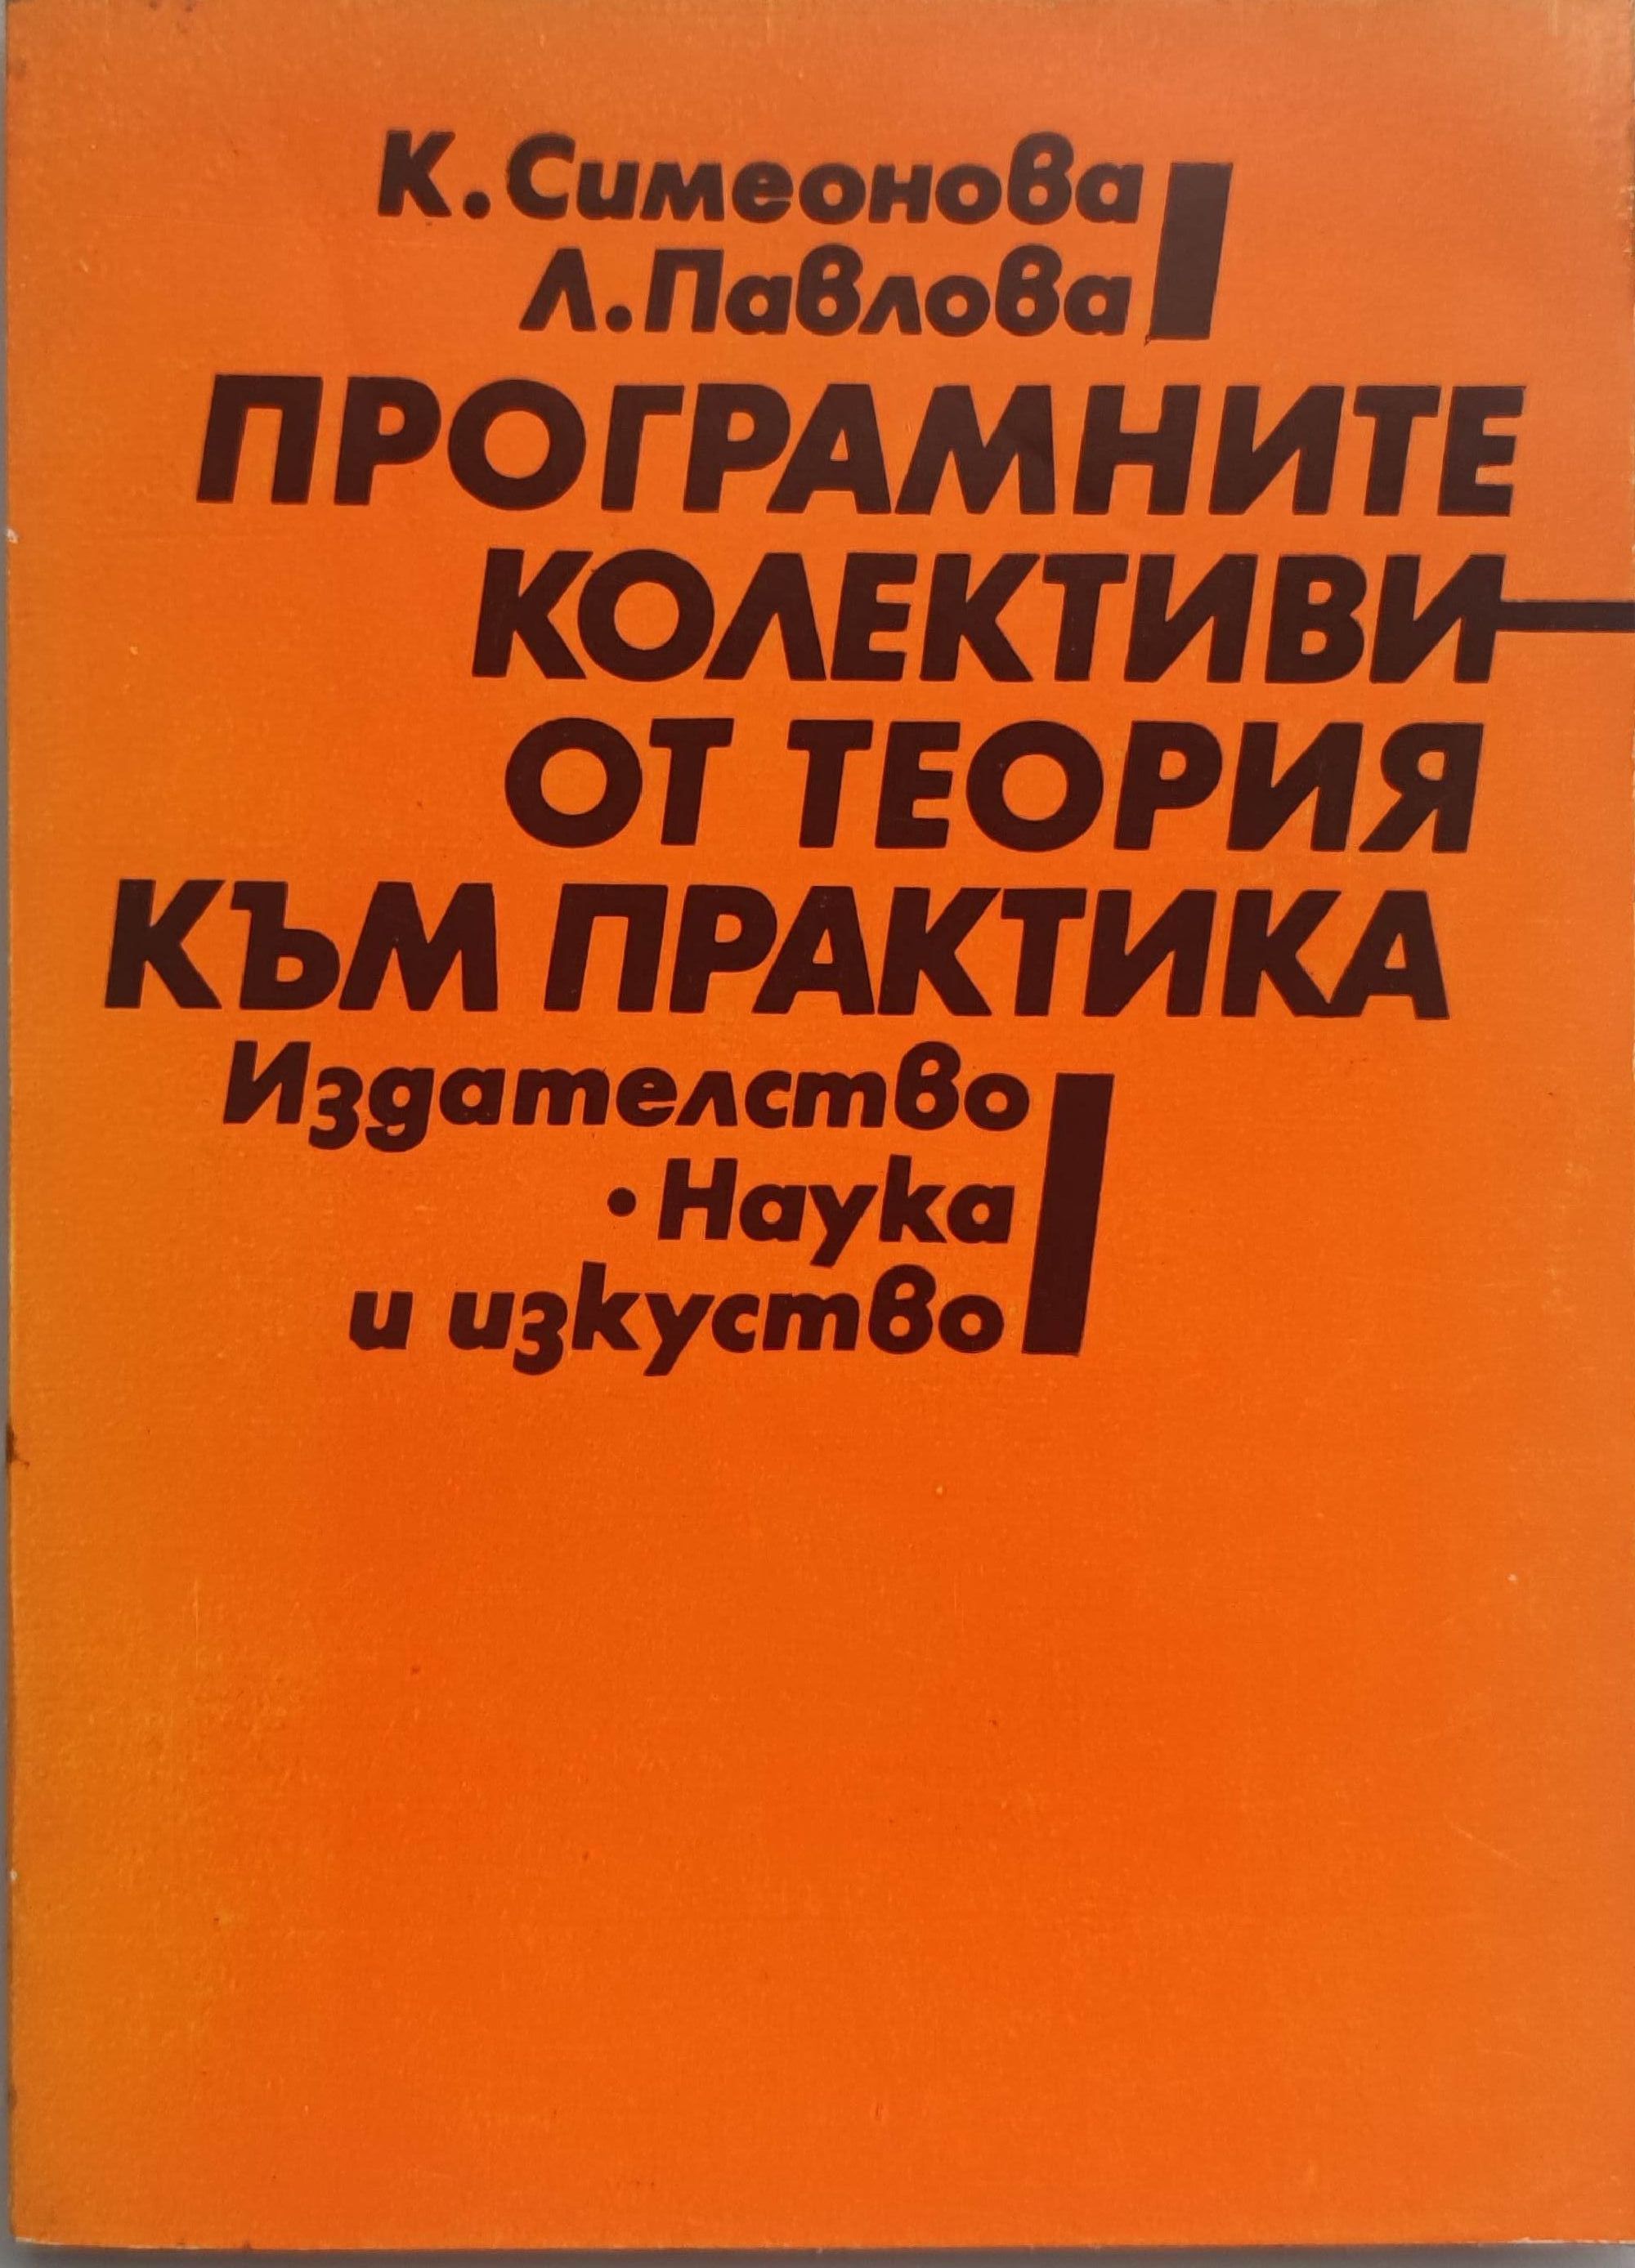 К. Симеонова
Л. Павлова
ПРОГРАМНИТЕ
КОЛЕКТИВИ—
ОТ ТЕОРИЯ
КЪМ ПРАКТИКА
Издателство
• Наука
и изкуство